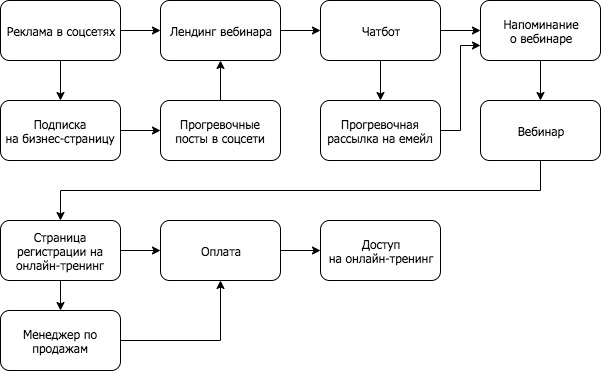 Реклама в соцсетях
Лендинг вебинара
Чатбот
Напоминание
о вебинаре
Подписка
на бизнес-страницу
Прогревочные
посты в соцсети
Прогревочная
рассылка на емейл
Вебинар
Страница
регистрации на
онлайн-тренинг
Оплата
Доступ
на онлайн-тренинг
Менеджер по
продажам